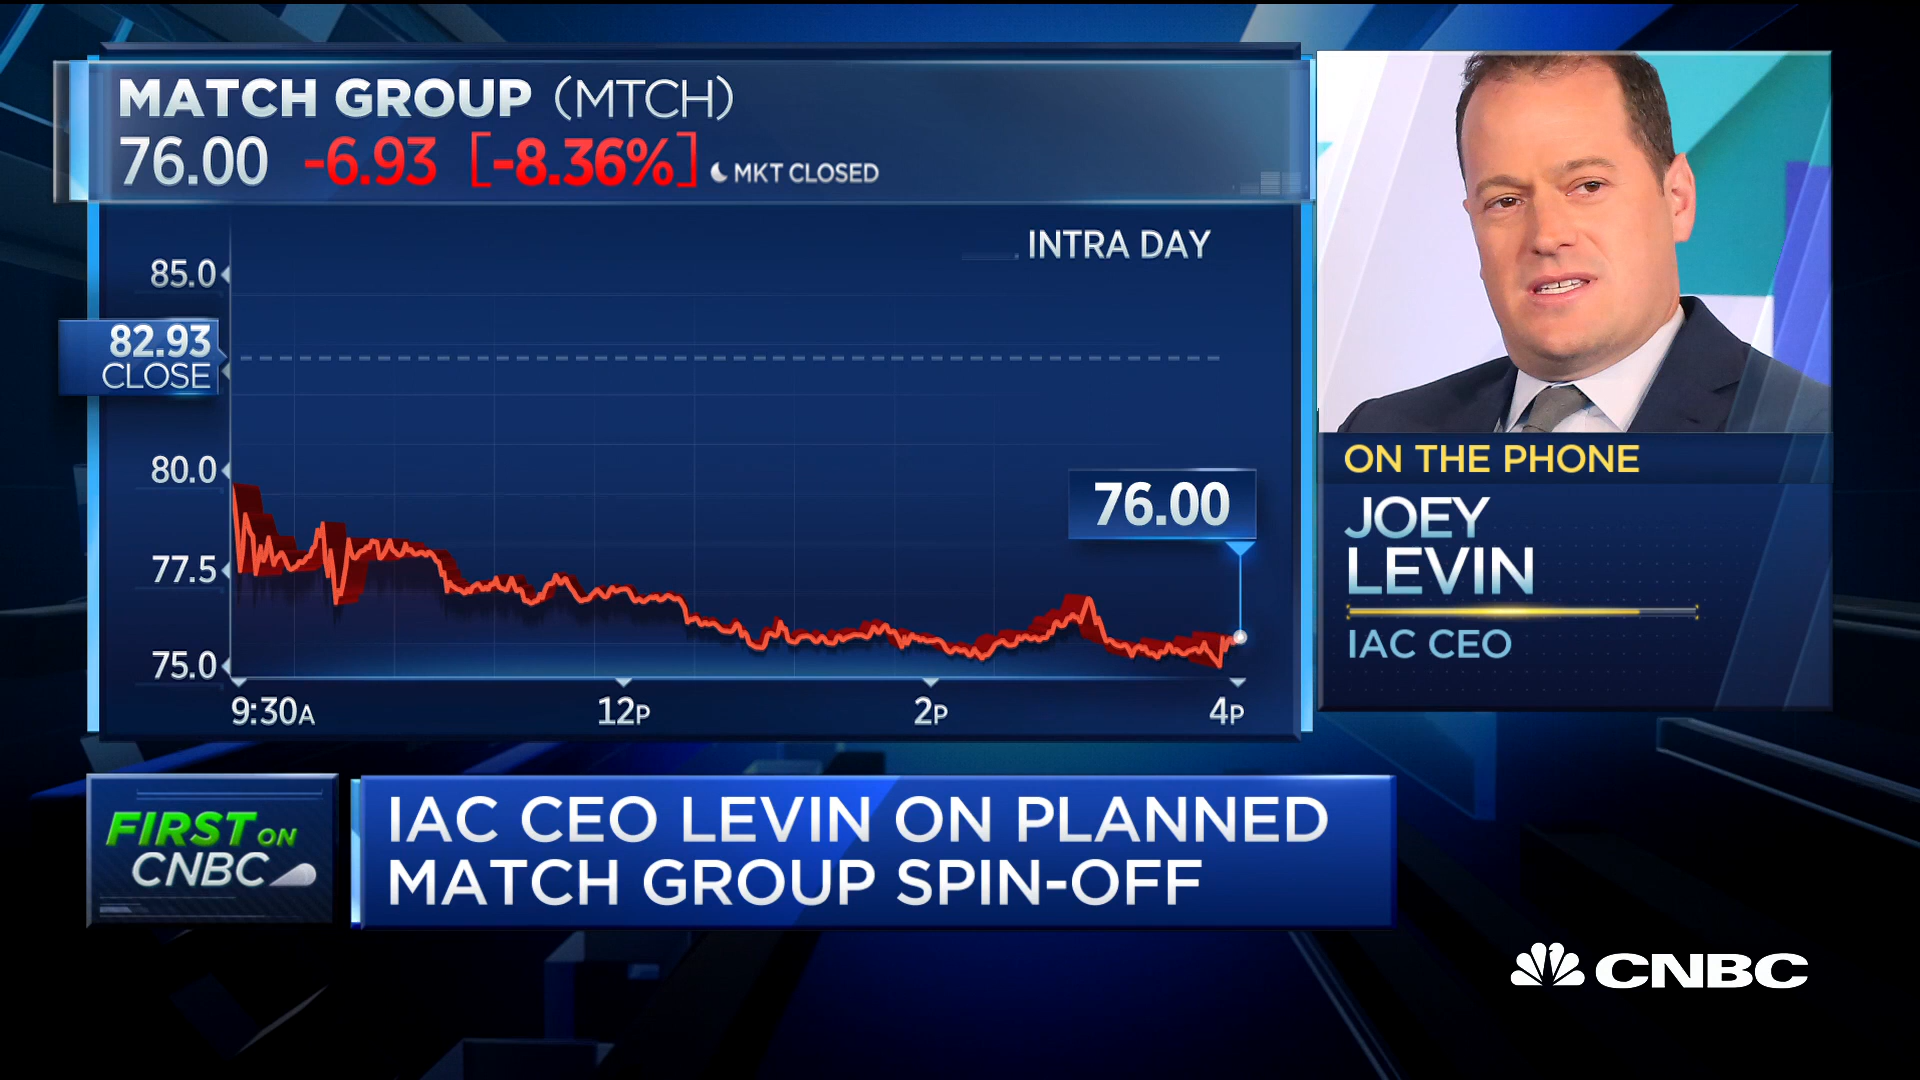 MATCH GROUP (MTCH)
76.00 -6.93 [-8.36%] MKT CLOSED
INTRA DAY
85.0
82.93
CLOSE
80.0
77.5
75.0
76.00
9:30A 12P 2P 4P
ON THE PHONE
JOEY
LEVIN
IAC CEO
FIRST ON
CNBC
IAC CEO LEVIN ON PLANNED
MATCH GROUP SPIN-OFF
CNBC